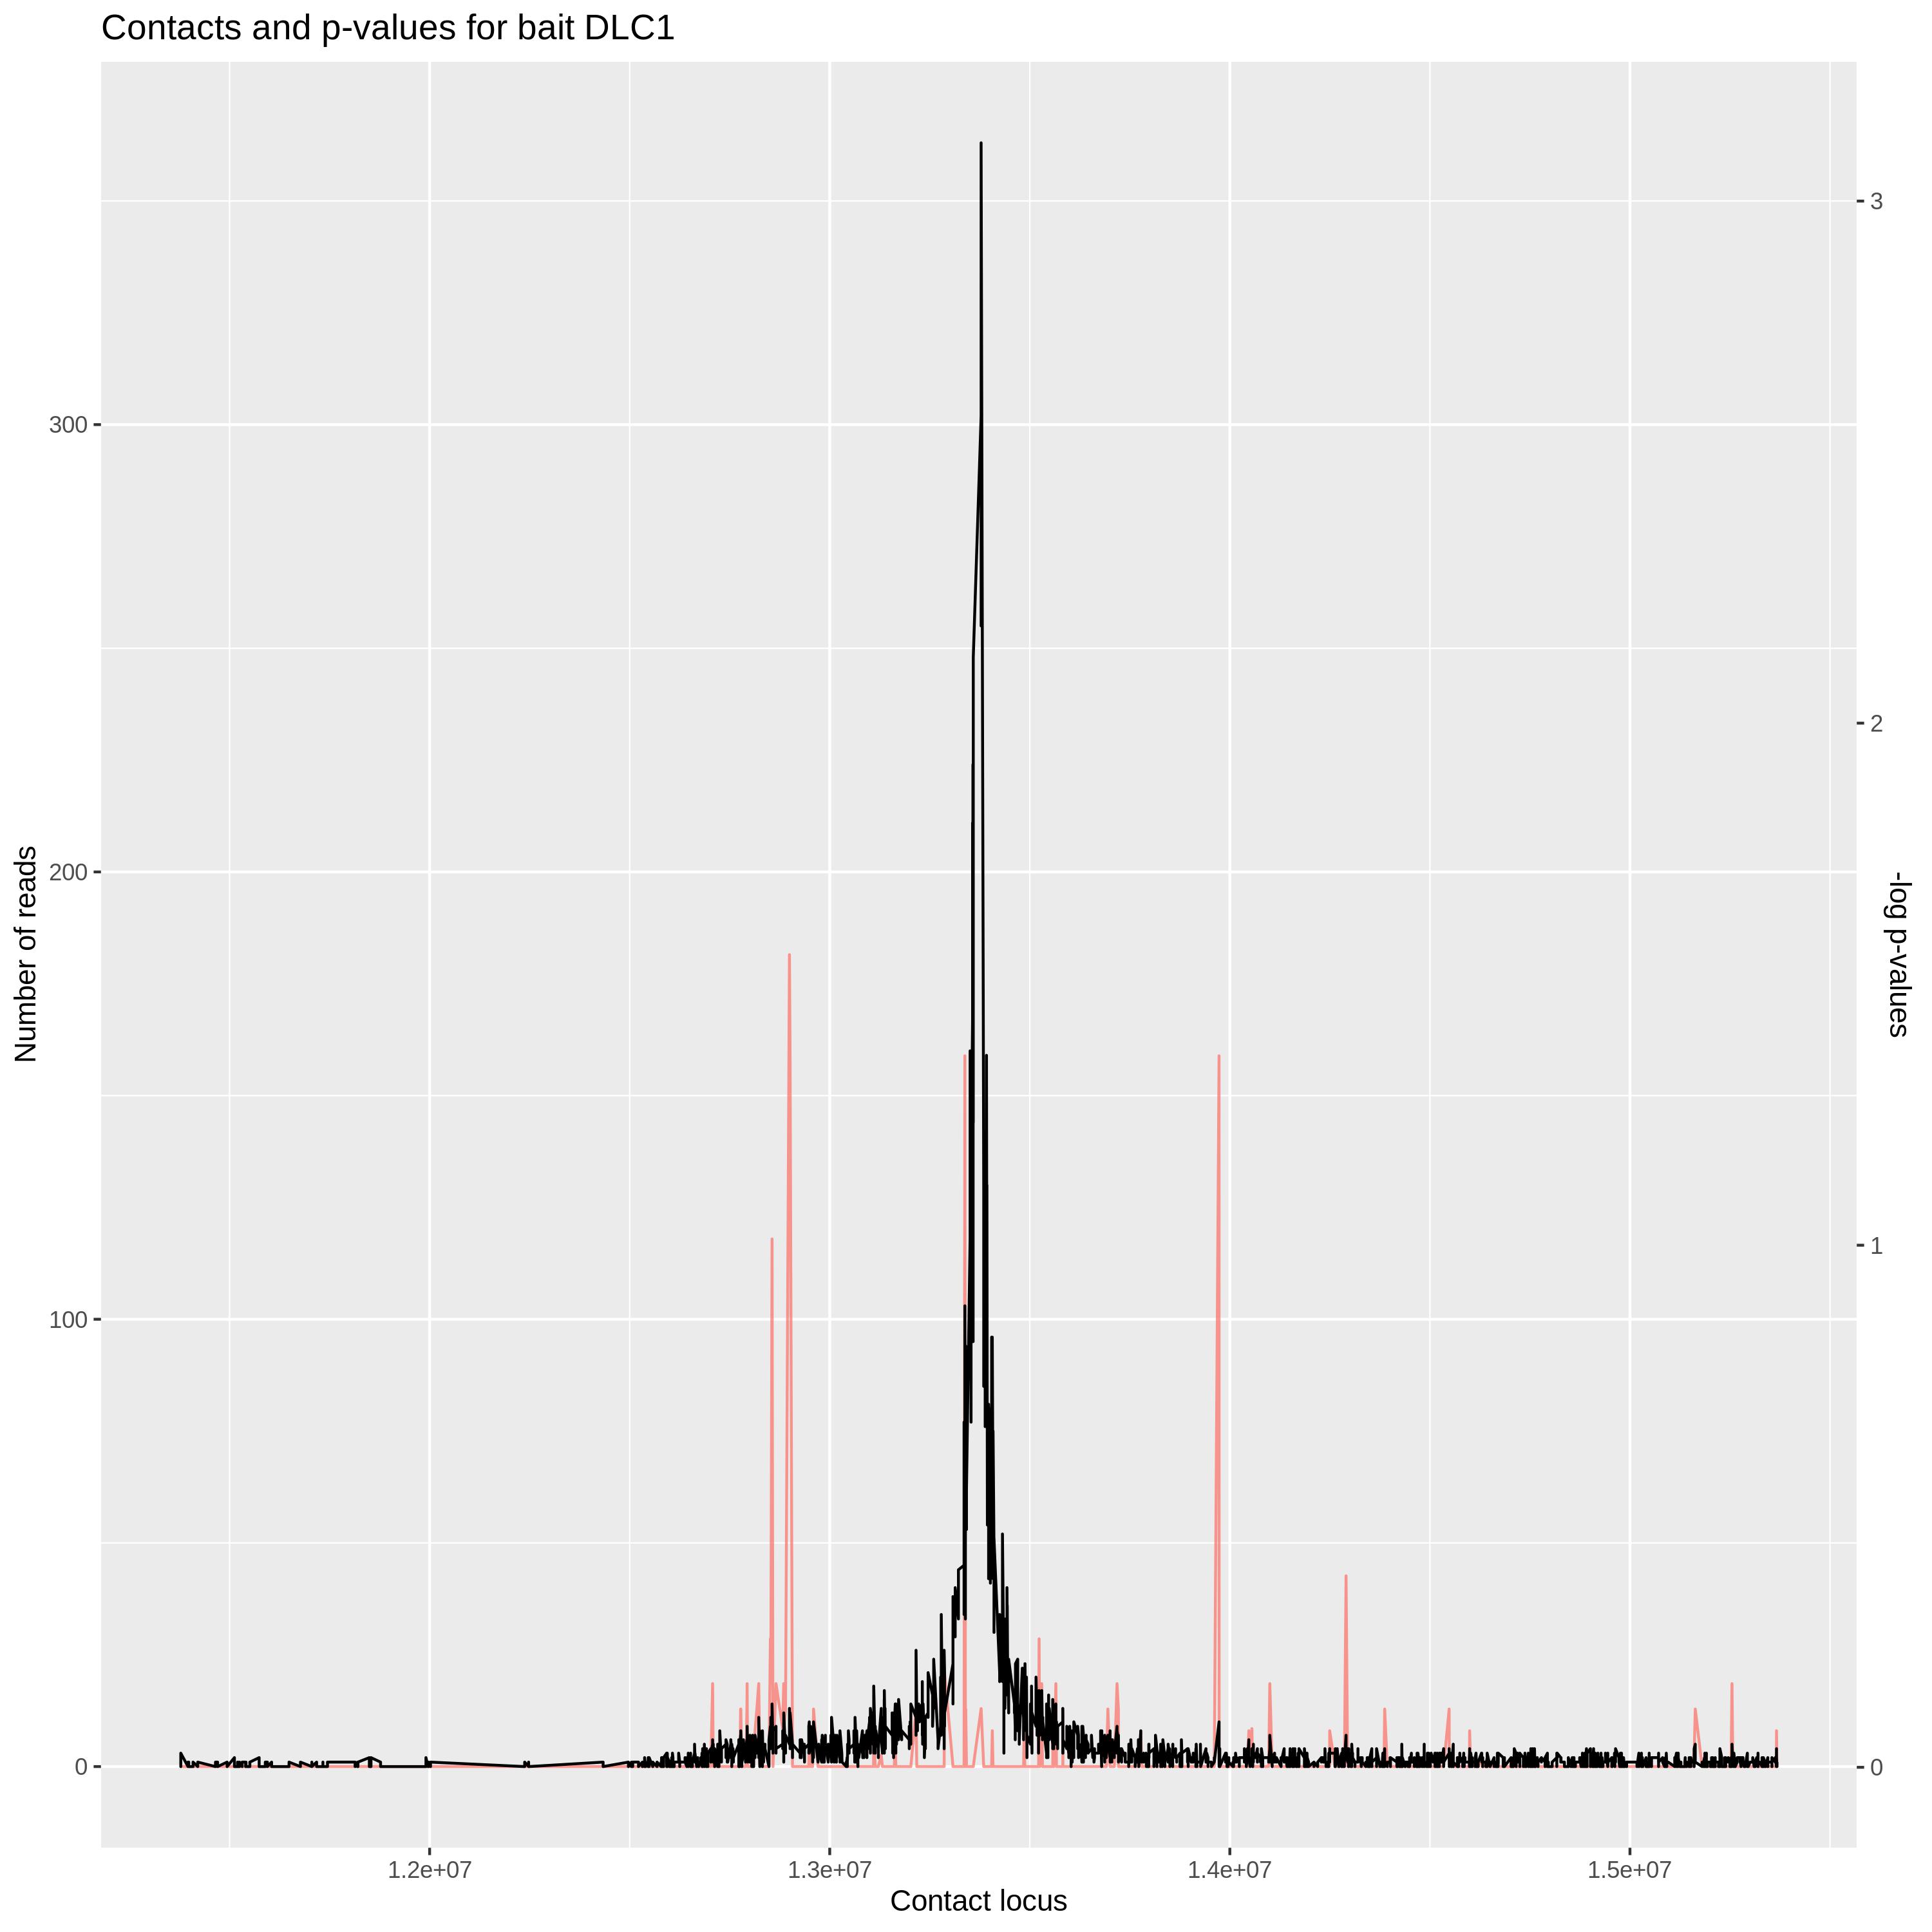 Contacts and p-values for bait DLC1
Number of reads
300
200
100
0
3
2
1
0
-log p-values
1.2e+07
1.3e+07
1.4e+07
1.5e+07
Contact locus